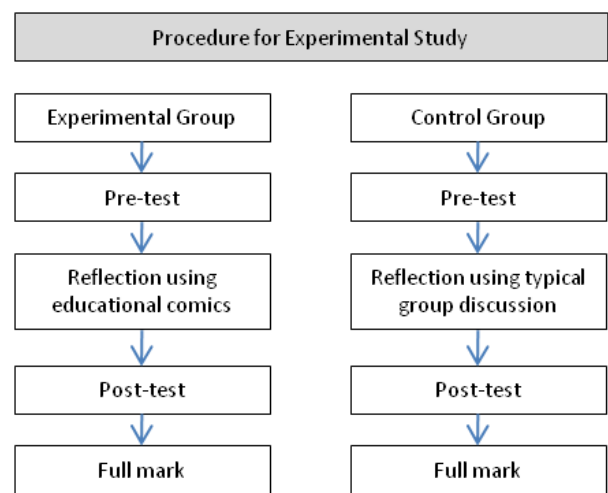 Procedure for Experimental Study
Experimental Group
Pre-test
Reflection using
educational comics
Post-test
Full mark
Control Group
Pre-test
Reflection using typical
group discussion
Post-test
Full mark